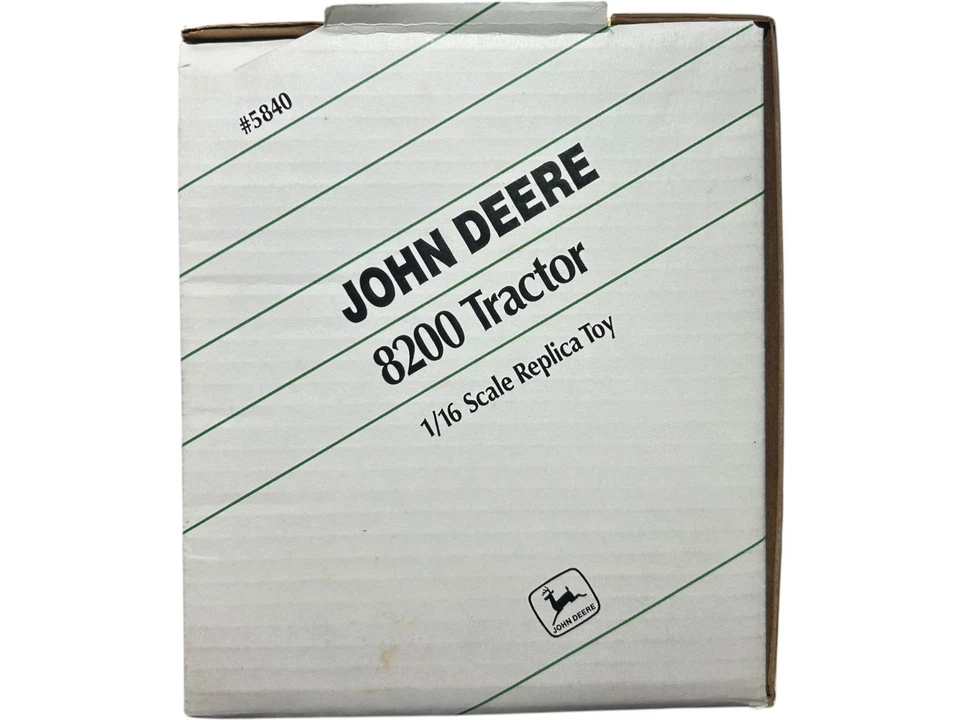 #5840
JOHN DEERE
8200 Tractor
1/16 Scale Replica Toy
JOHN DEERE